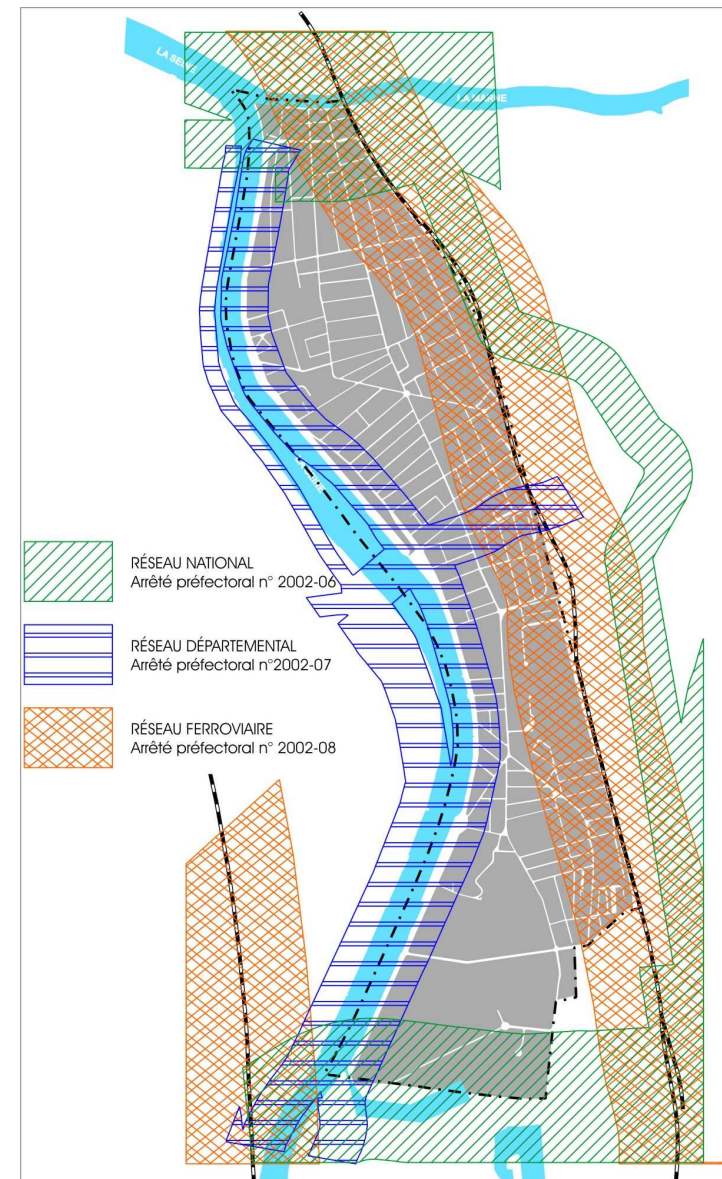 LA SEINE
LA MARNE
RÉSEAU NATIONAL
Arrêté préfectoral n° 2002-06
RÉSEAU DÉPARTEMENTAL
Arrêté préfectoral n°2002-07
RÉSEAU FERROVIAIRE
Arrêté préfectoral n° 2002-08